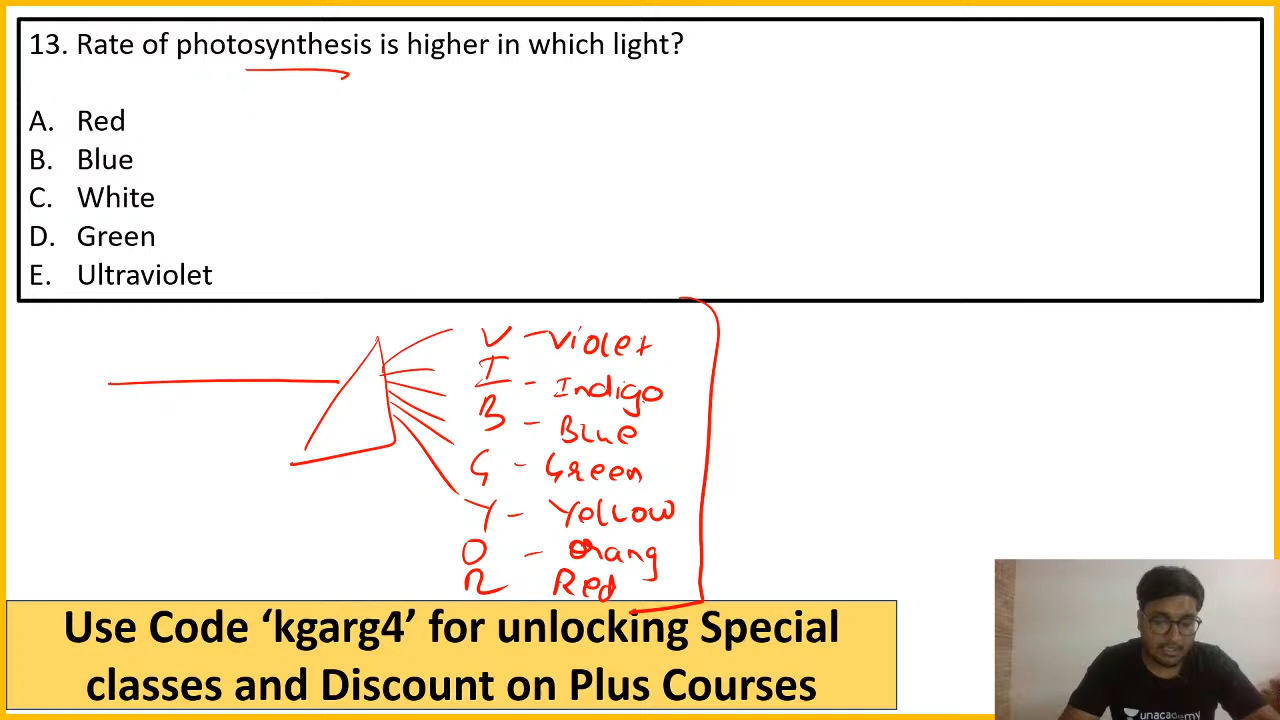 13. Rate of photosynthesis is higher in which light?
A. Red
B. Blue
C. White
D. Green
E. Ultraviolet
V - Violet
I - Indigo
B - Blue
G - Green
Y - Yellow
O - Orang
R Red
Use Code ‘kgarg4’ for unlocking Special
classes and Discount on Plus Courses
unacademy